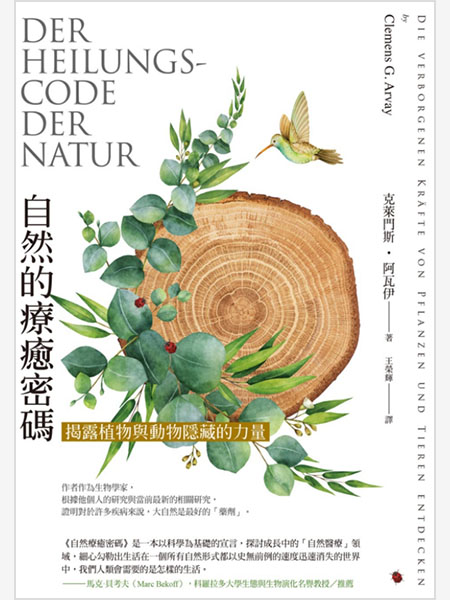 DER
HEILUNGS-
CODE
DER
NATUR
DIE VERBORGENEN KRÄFTE VON PFLANZEN UND TIEREN ENTDECKEN
by
Clemens G. Arvay
克萊門斯・阿瓦伊——著
王榮輝——譯
自然的療癒密碼
揭露植物與動物隱藏的力量
作者作為生物學家,
根據他個人的研究與當前最新的相關研究,
證明對於許多疾病來說,大自然是最好的「藥劑」。
《自然療癒密碼》是一本以科學為基礎的宣言,探討成長中的「自然醫療」領
域,細心勾勒出生活在一個所有自然形式都以史無前例的速度迅速消失的世界
中,我們人類會需要的是怎樣的生活。
——馬克・貝考夫(Marc Bekoff),科羅拉多大學生態與生物演化名譽教授/推薦